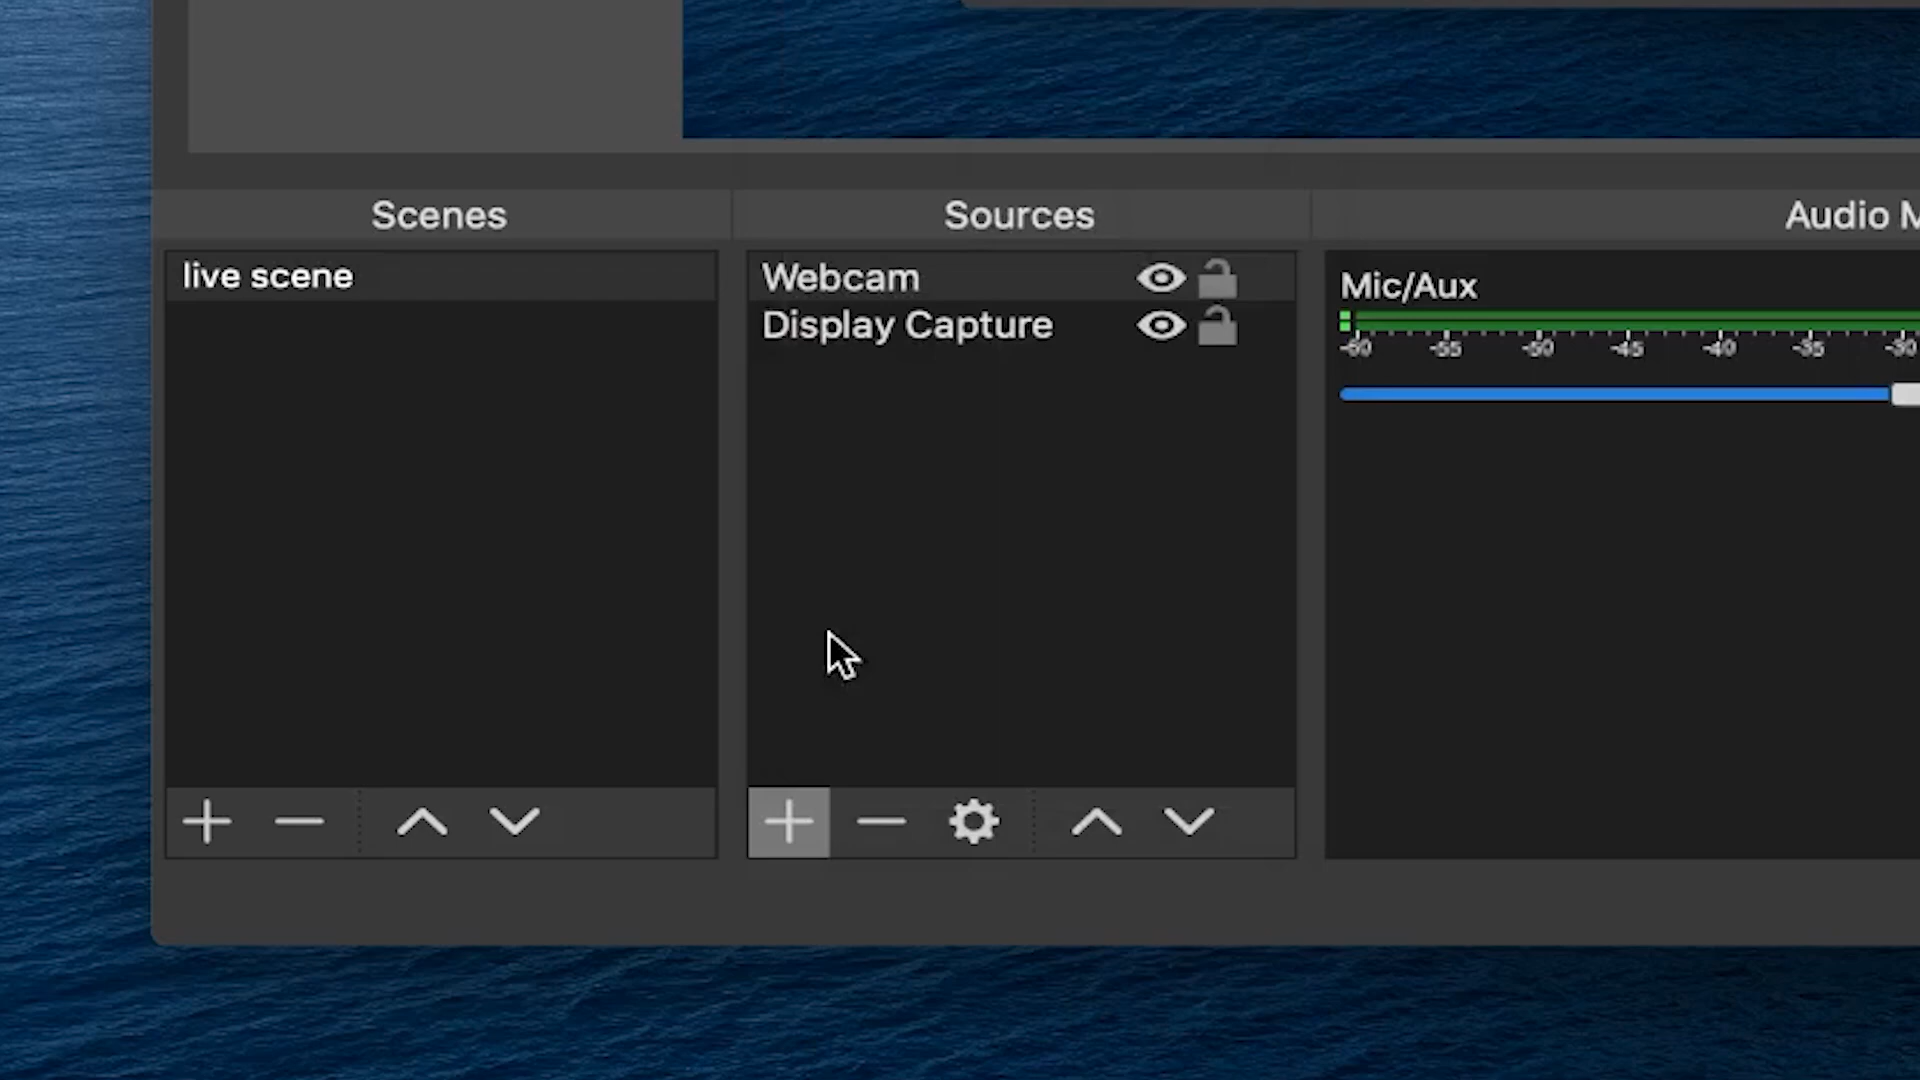 Scenes
Sources
Audio M
live scene
Webcam
Display Capture
Mic/Aux
-60 -55 -50 -45 -40 -35 -30